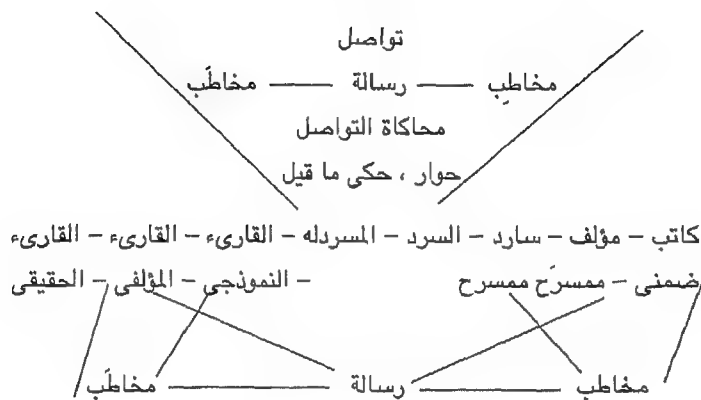 تواصل
مخاطِب — رسالة — مخاطَب
محاكاة التواصل
حوار ، حكى ما قيل
كاتب – مؤلف – سارد – السرد – المسردله – القارىء – القارىء – القارىء
ضمنى – ممسرَح ممسرح – النموذجى – المؤلفى – الحقيقى
مخاطب — رسالة — مخاطَب